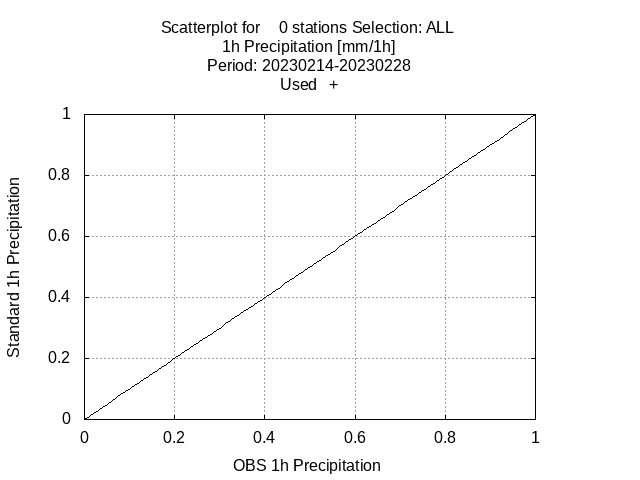 Scatterplot for    0 stations Selection: ALL
1h Precipitation [mm/1h]
Period: 20230214-20230228
Used   +
1
0.8
0.6
0.4
0.2
0
Standard 1h Precipitation
0 0.2 0.4 0.6 0.8 1
OBS 1h Precipitation